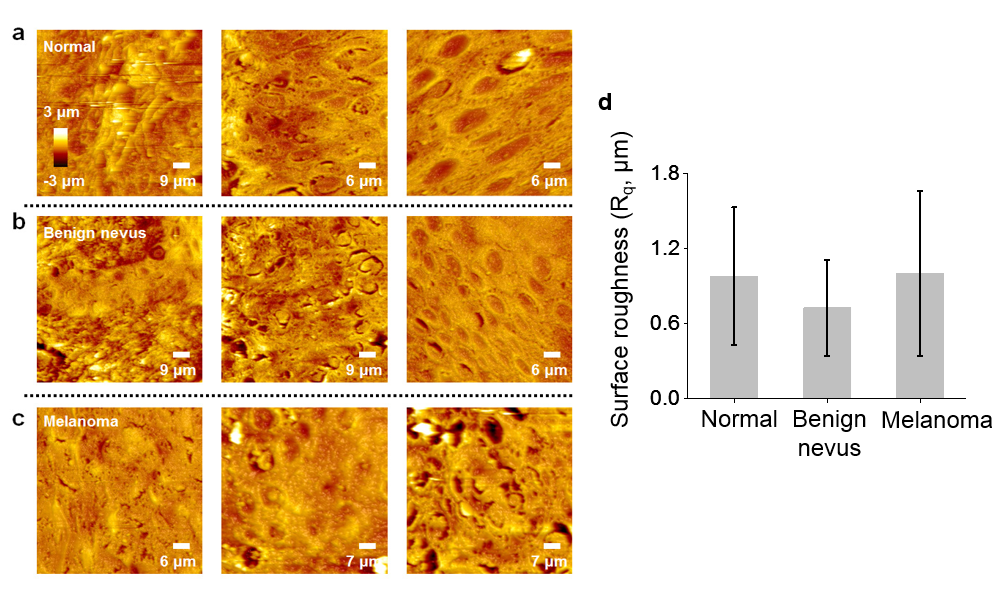 a
Normal
3 µm
-3 µm
9 µm
6 µm
6 µm
b
Benign nevus
9 µm
9 µm
6 µm
c
Melanoma
6 µm
7 µm
7 µm
d
Surface roughness (Rq, µm)
1.8
1.2
0.6
0.0
Normal
Benign
nevus
Melanoma